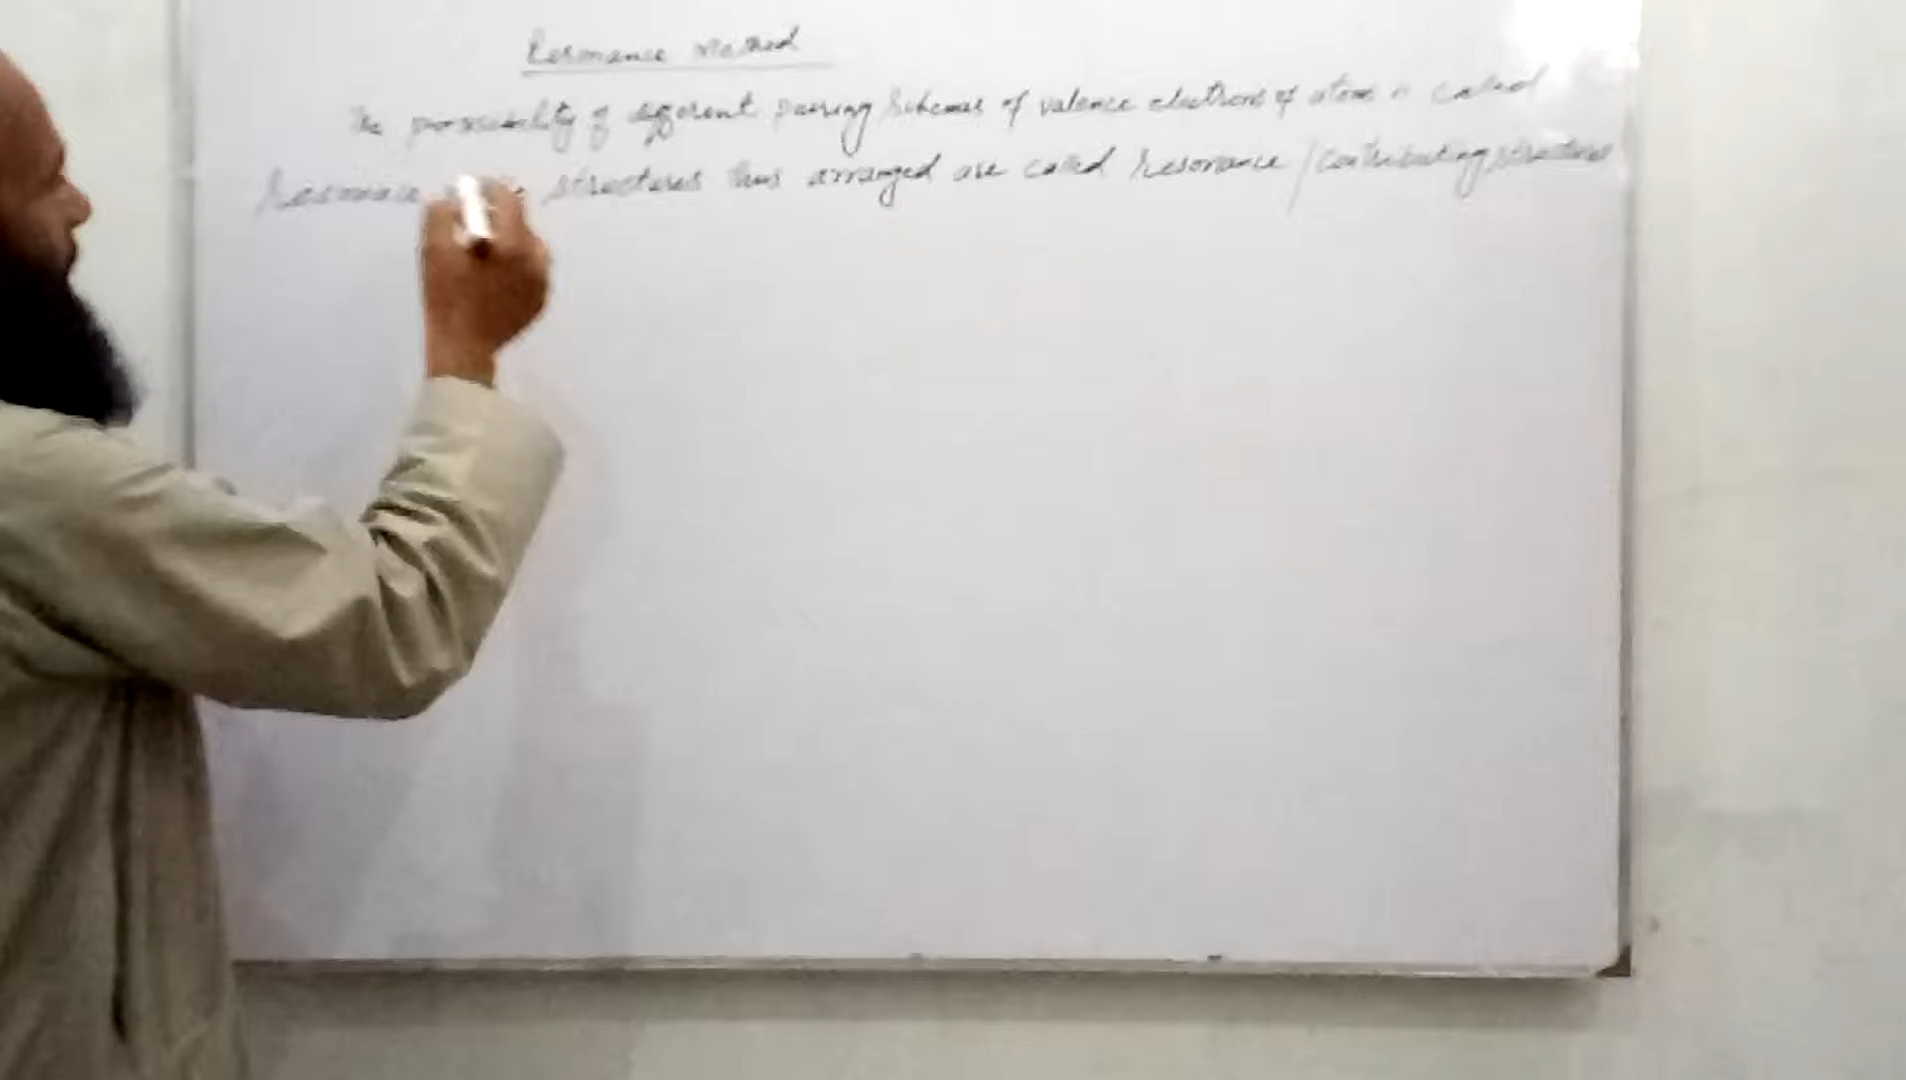 Resonance Method
The possibility of different pairing schemes of valence electrons of atoms is called
Resonance structures thus arranged are called resonance / contributing structures